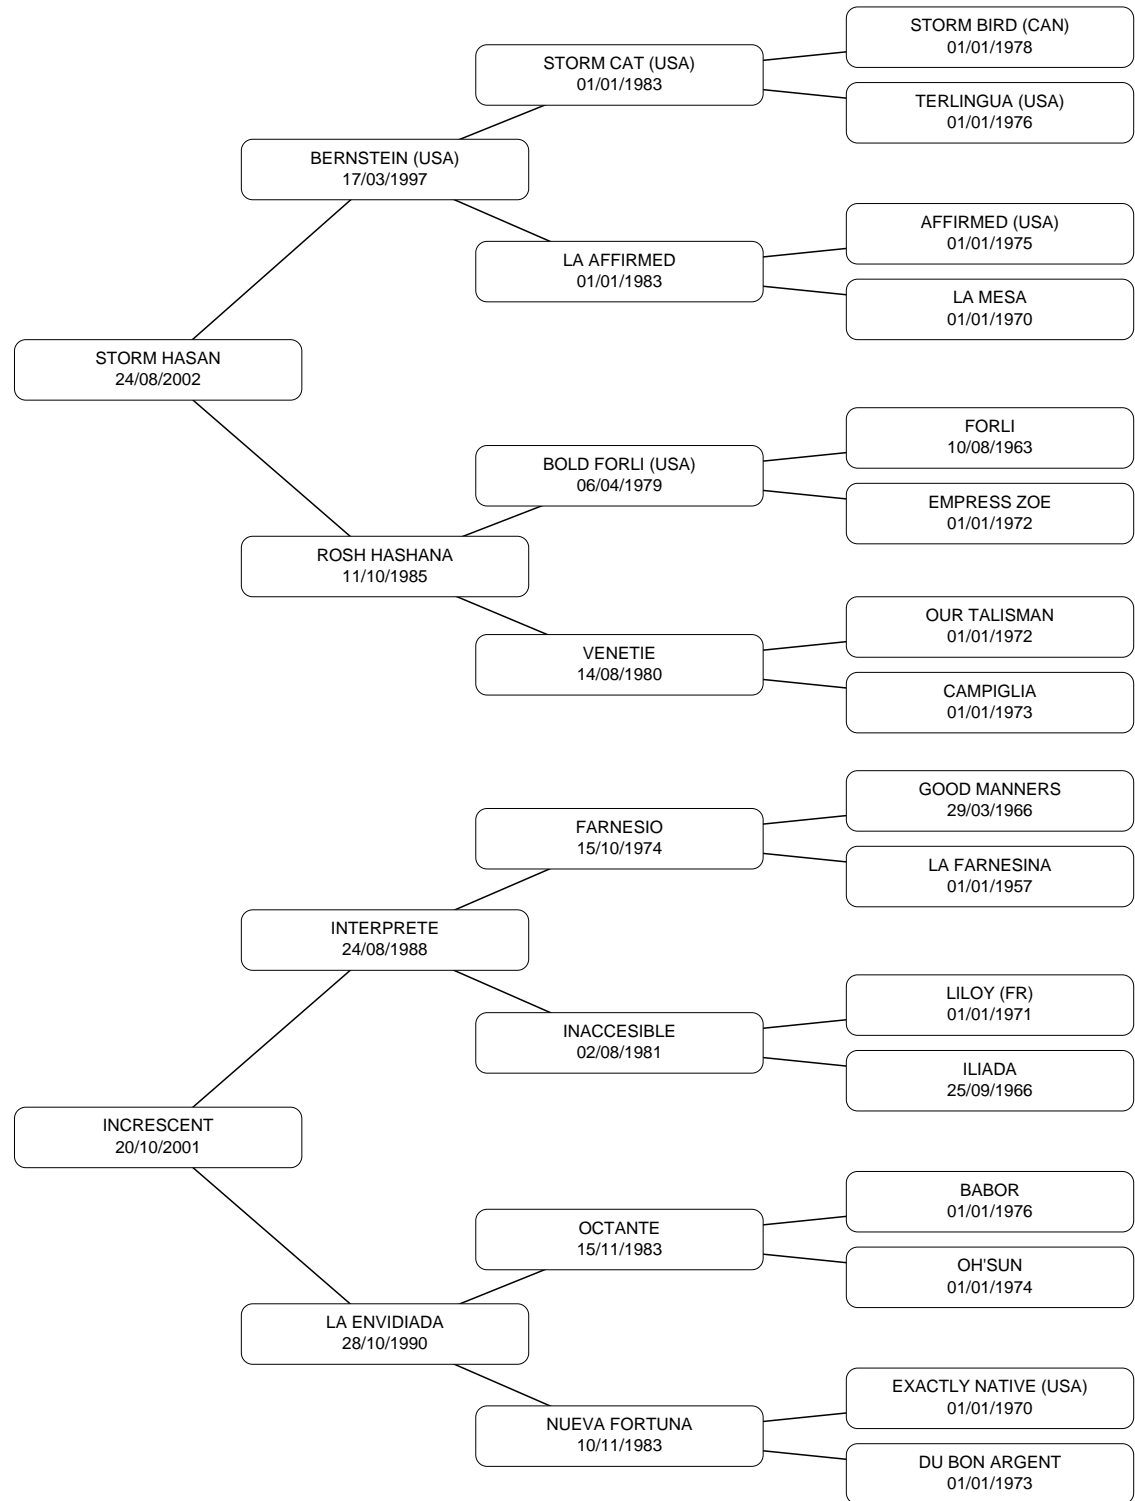 STORM BIRD (CAN)
01/01/1978
STORM CAT (USA)
01/01/1983
TERLINGUA (USA)
01/01/1976
BERNSTEIN (USA)
17/03/1997
AFFIRMED (USA)
01/01/1975
LA AFFIRMED
01/01/1983
LA MESA
01/01/1970
STORM HASAN
24/08/2002
FORLI
10/08/1963
BOLD FORLI (USA)
06/04/1979
EMPRESS ZOE
01/01/1972
ROSH HASHANA
11/10/1985
OUR TALISMAN
01/01/1972
VENETIE
14/08/1980
CAMPIGLIA
01/01/1973
GOOD MANNERS
29/03/1966
FARNESIO
15/10/1974
LA FARNESINA
01/01/1957
INTERPRETE
24/08/1988
LILOY (FR)
01/01/1971
INACCESIBLE
02/08/1981
ILIADA
25/09/1966
INCRESCENT
20/10/2001
BABOR
01/01/1976
OCTANTE
15/11/1983
OH'SUN
01/01/1974
LA ENVIDIADA
28/10/1990
EXACTLY NATIVE (USA)
01/01/1970
NUEVA FORTUNA
10/11/1983
DU BON ARGENT
01/01/1973